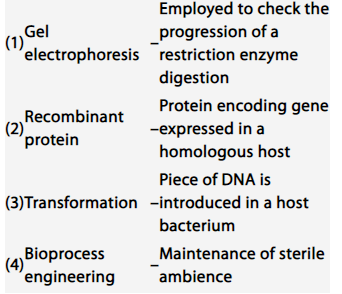 (1) Gel electrophoresis – Employed to check the progression of a restriction enzyme digestion
(2) Recombinant protein – Protein encoding gene expressed in a homologous host
(3) Transformation – Piece of DNA is introduced in a host bacterium
(4) Bioprocess engineering – Maintenance of sterile ambience